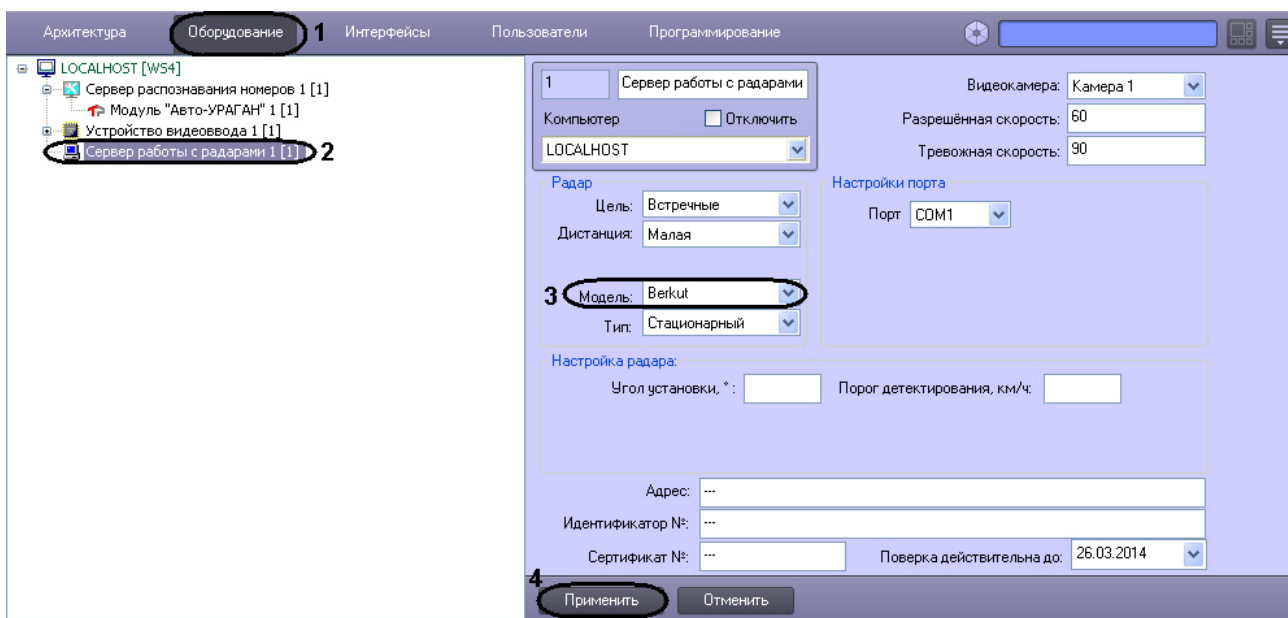 Архитектура Оборудование 1 Интерфейсы Пользователи Программирование
LOCALHOST [WS4]
Сервер распознавания номеров 1 [1]
Модуль "Авто-УРАГАН" 1 [1]
Устройство видеоввода 1 [1]
Сервер работы с радарами 1 [1] 2
1 Сервер работы с радарами
Компьютер Отключить
LOCALHOST
Видеокамера: Камера 1
Разрешённая скорость: 60
Тревожная скорость: 90
Радар
Цель: Встречные
Дистанция: Малая
3 Модель: Berkut
Тип: Стационарный
Настройки порта
Порт COM1
Настройка радара:
Угол установки, ° : Порог детектирования, км/ч:
Адрес: ---
Идентификатор №: ---
Сертификат №: --- Поверка действительна до: 26.03.2014
4
Применить Отменить